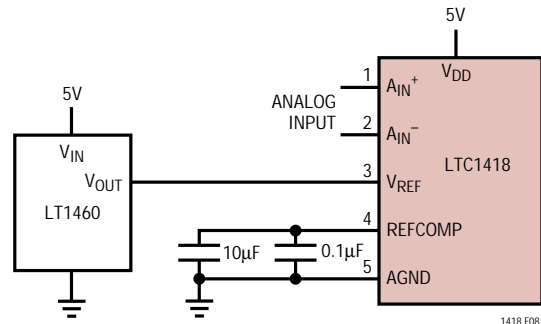 5V
1
AIN+
VDD
ANALOG
INPUT
5V
2
AIN–
LTC1418
VIN
VOUT
3
VREF
LT1460
4
REFCOMP
10µF
0.1µF
5
AGND
1418 F08